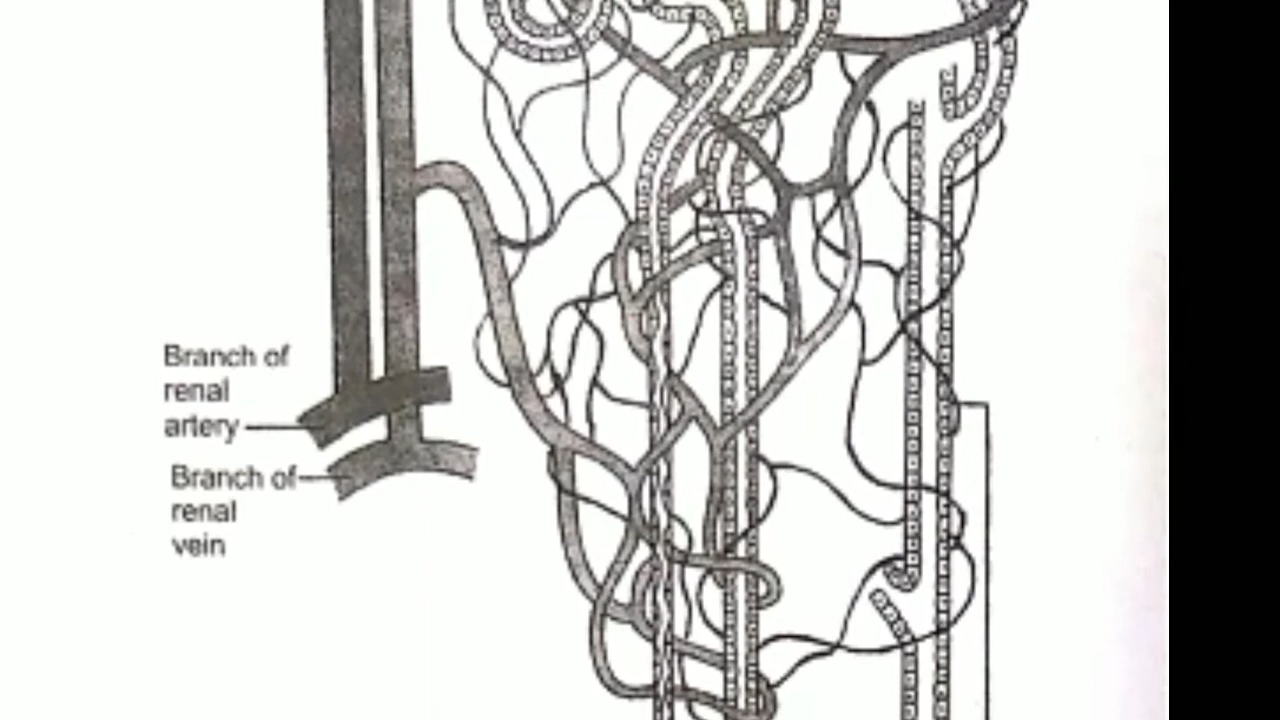 Branch of
renal
artery
Branch of
renal
vein